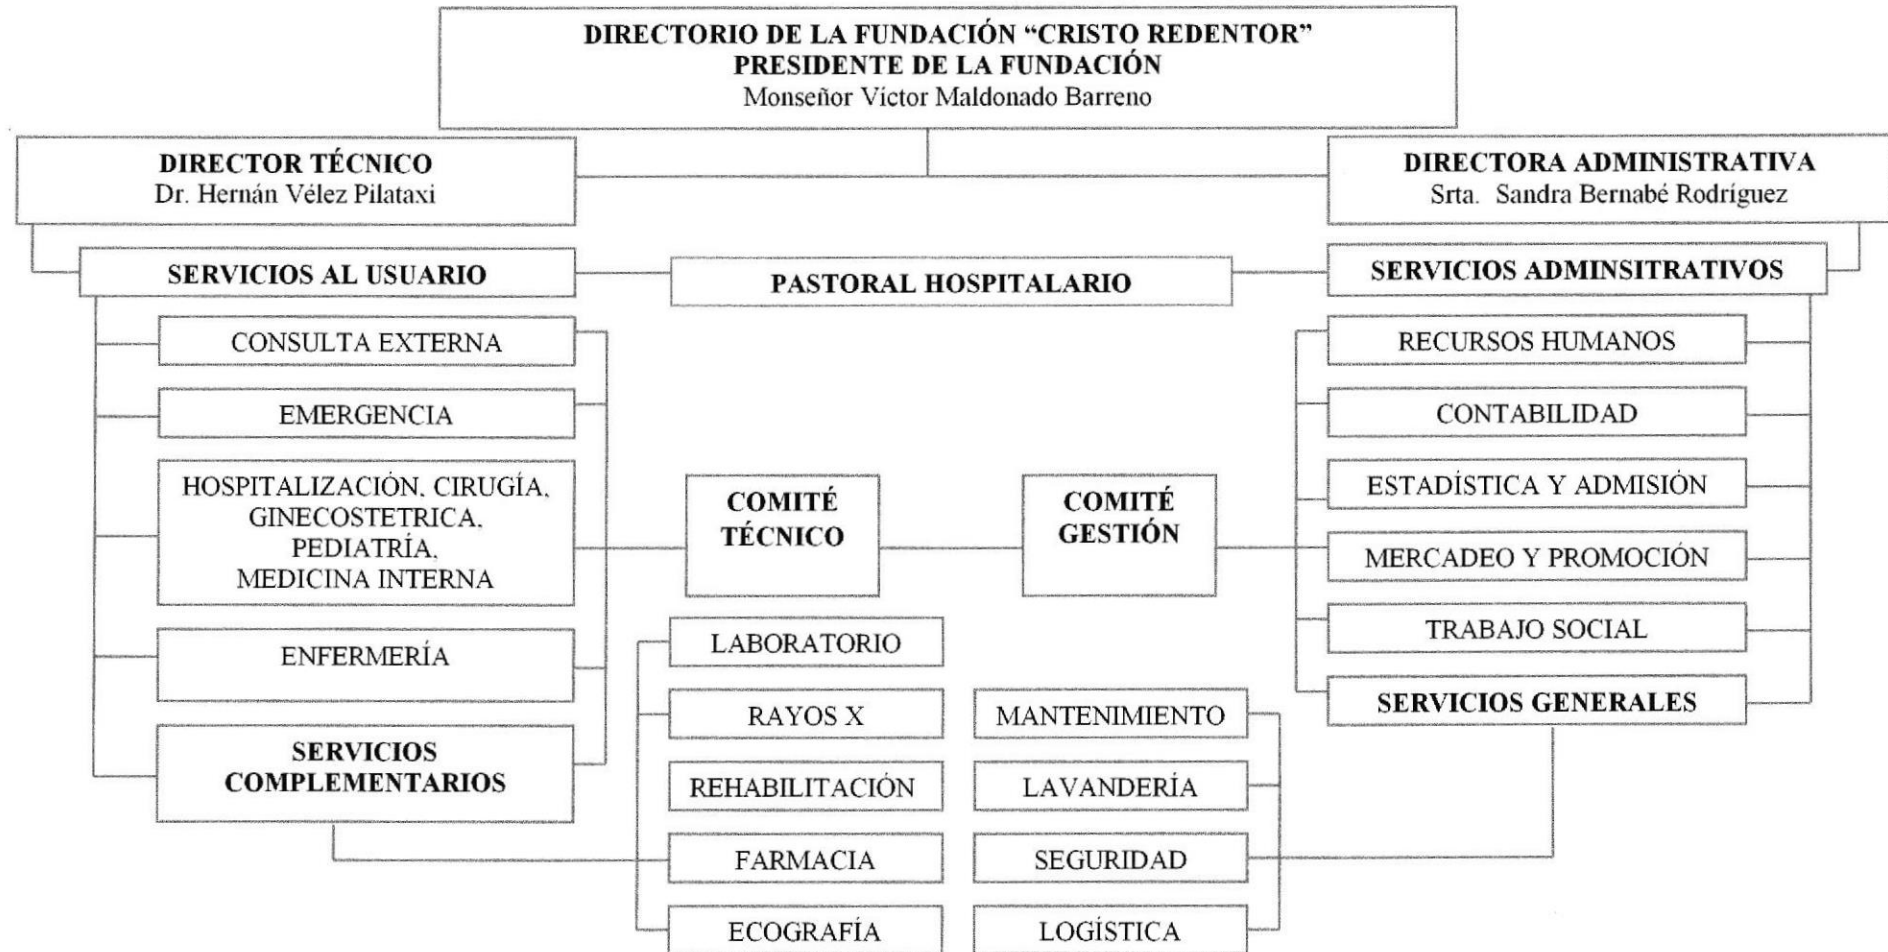 DIRECTORIO DE LA FUNDACIÓN “CRISTO REDENTOR”
PRESIDENTE DE LA FUNDACIÓN
Monseñor Víctor Maldonado Barreno
DIRECTOR TÉCNICO
Dr. Hernán Vélez Pilataxi
DIRECTORA ADMINISTRATIVA
Srta. Sandra Bernabé Rodríguez
SERVICIOS AL USUARIO
PASTORAL HOSPITALARIO
SERVICIOS ADMINSITRATIVOS
CONSULTA EXTERNA
EMERGENCIA
HOSPITALIZACIÓN, CIRUGÍA,
GINECOSTETRICA,
PEDIATRÍA,
MEDICINA INTERNA
ENFERMERÍA
SERVICIOS
COMPLEMENTARIOS
COMITÉ
TÉCNICO
COMITÉ
GESTIÓN
RECURSOS HUMANOS
CONTABILIDAD
ESTADÍSTICA Y ADMISIÓN
MERCADEO Y PROMOCIÓN
TRABAJO SOCIAL
SERVICIOS GENERALES
LABORATORIO
RAYOS X
REHABILITACIÓN
FARMACIA
ECOGRAFÍA
MANTENIMIENTO
LAVANDERÍA
SEGURIDAD
LOGÍSTICA